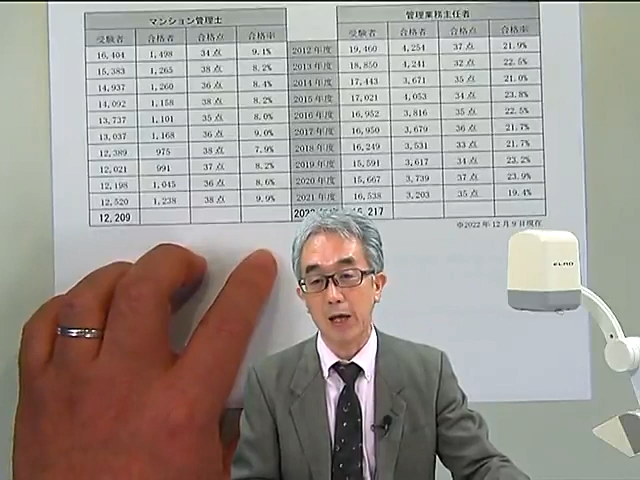 マンション管理士 管理業務主任者
受験者 合格者 合格点 合格率 受験者 合格者 合格点 合格率
16,404 1,498 34点 9.1% 2012年度 19,460 4,254 37点 21.9%
15,383 1,265 38点 8.2% 2013年度 18,850 4,241 32点 22.5%
14,937 1,260 36点 8.4% 2014年度 17,443 3,671 35点 21.0%
14,092 1,158 38点 8.2% 2015年度 17,021 4,053 34点 23.8%
13,737 1,101 35点 8.0% 2016年度 16,952 3,816 35点 22.5%
13,037 1,168 36点 9.0% 2017年度 16,950 3,679 36点 21.7%
12,389 975 38点 7.9% 2018年度 16,249 3,531 33点 21.7%
12,021 991 37点 8.2% 2019年度 15,591 3,617 34点 23.2%
12,198 1,045 36点 8.6% 2020年度 15,667 3,739 37点 23.9%
12,520 1,238 38点 9.9% 2021年度 16,538 3,203 35点 19.4%
12,209 16,217
※2022年12月9日現在
ELMO